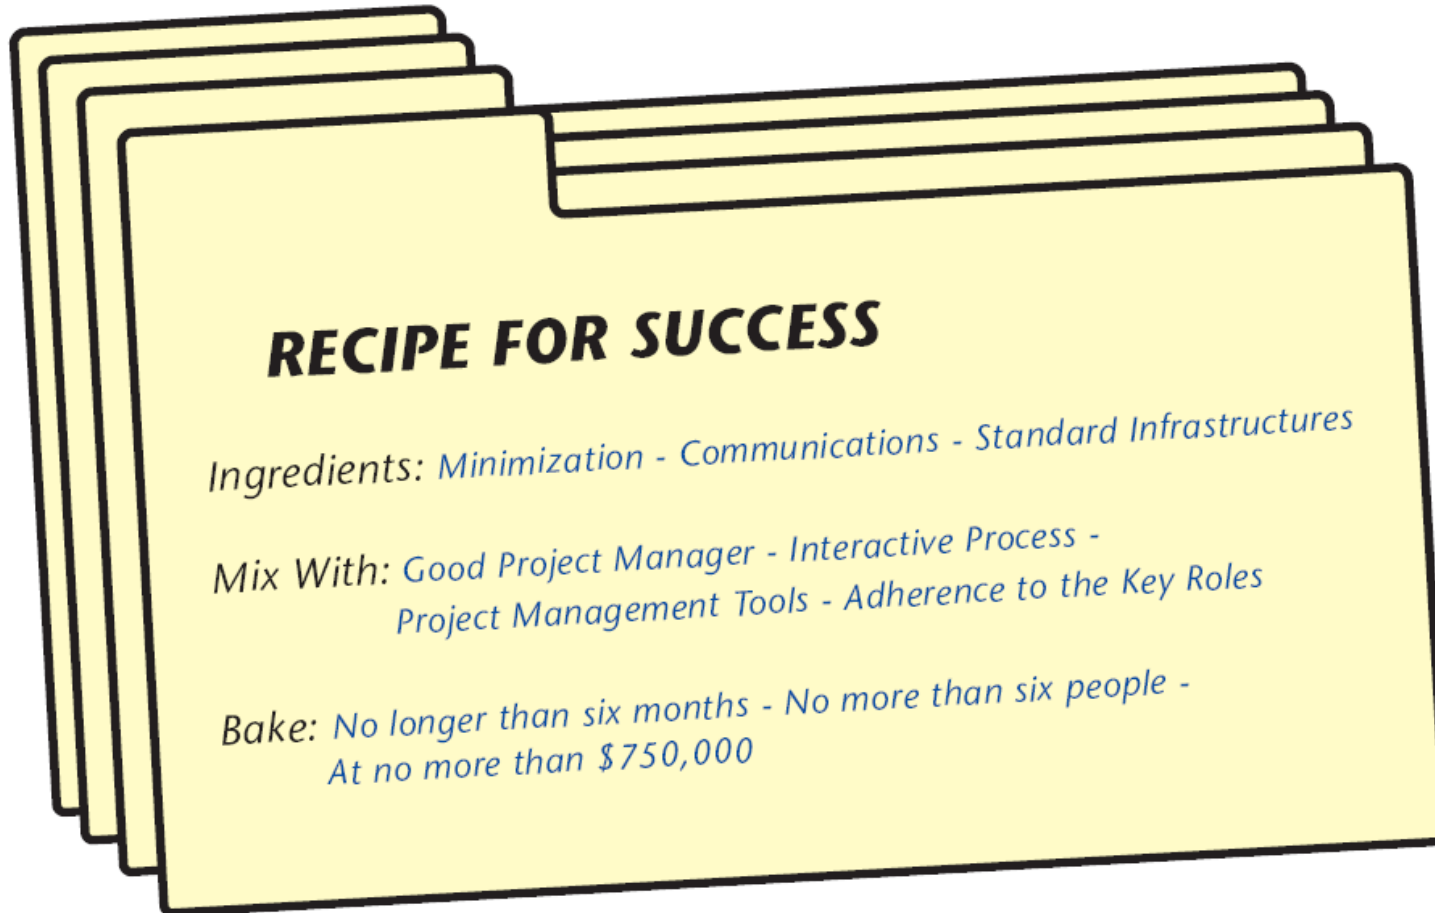 RECIPE FOR SUCCESS
Ingredients: Minimization - Communications - Standard Infrastructures
Mix With: Good Project Manager - Interactive Process -
Project Management Tools - Adherence to the Key Roles
Bake: No longer than six months - No more than six people -
At no more than $750,000